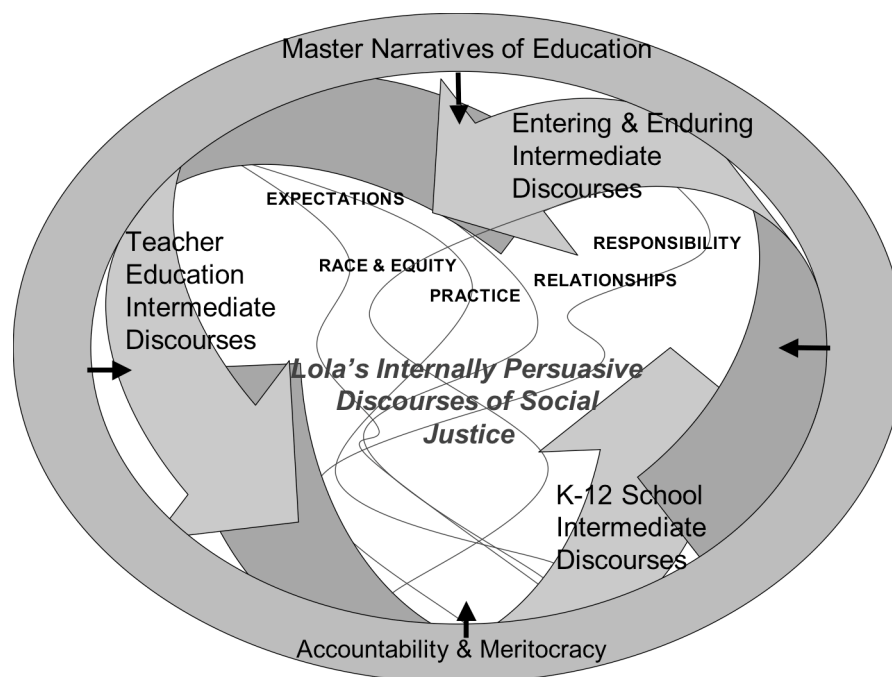 Master Narratives of Education
Entering & Enduring
Intermediate
Discourses
EXPECTATIONS
Teacher
Education
Intermediate
Discourses
RESPONSIBILITY
RACE & EQUITY
RELATIONSHIPS
PRACTICE
Lola's Internally Persuasive
Discourses of Social
Justice
K-12 School
Intermediate
Discourses
Accountability & Meritocracy